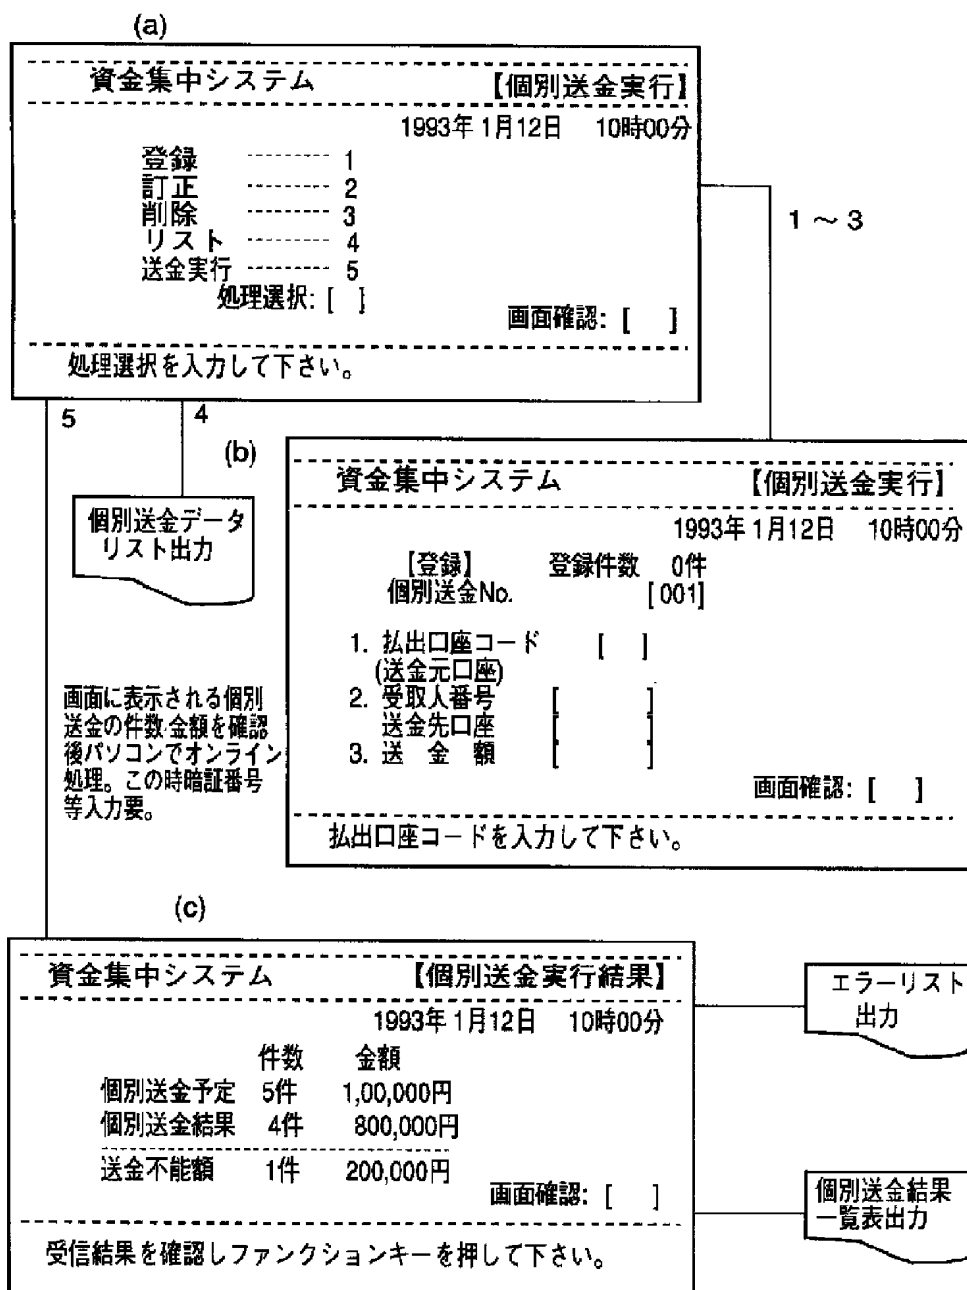 (a)
資金集中システム 【個別送金実行】
1993年1月12日 10時00分
登録 --------- 1
訂正 --------- 2
削除 --------- 3
リスト --------- 4
送金実行 --------- 5
処理選択: [ ]
画面確認: [ ]
処理選択を入力して下さい。
1 ～ 3
5
4
個別送金データ
リスト出力
画面に表示される個別
送金の件数・金額を確認
後パソコンでオンライン
処理。この時暗証番号
等入力要。
(b)
資金集中システム 【個別送金実行】
1993年1月12日 10時00分
【登録】 登録件数 0件
個別送金No. [001]
1. 払出口座コード [ ]
(送金元口座)
2. 受取人番号 [ ]
送金先口座
3. 送金額 [ ]
画面確認: [ ]
払出口座コードを入力して下さい。
(c)
資金集中システム 【個別送金実行結果】
1993年1月12日 10時00分
件数 金額
個別送金予定 5件 1,00,000円
個別送金結果 4件 800,000円
送金不能額 1件 200,000円
画面確認: [ ]
受信結果を確認しファンクションキーを押して下さい。
エラーリスト
出力
個別送金結果
一覧表出力